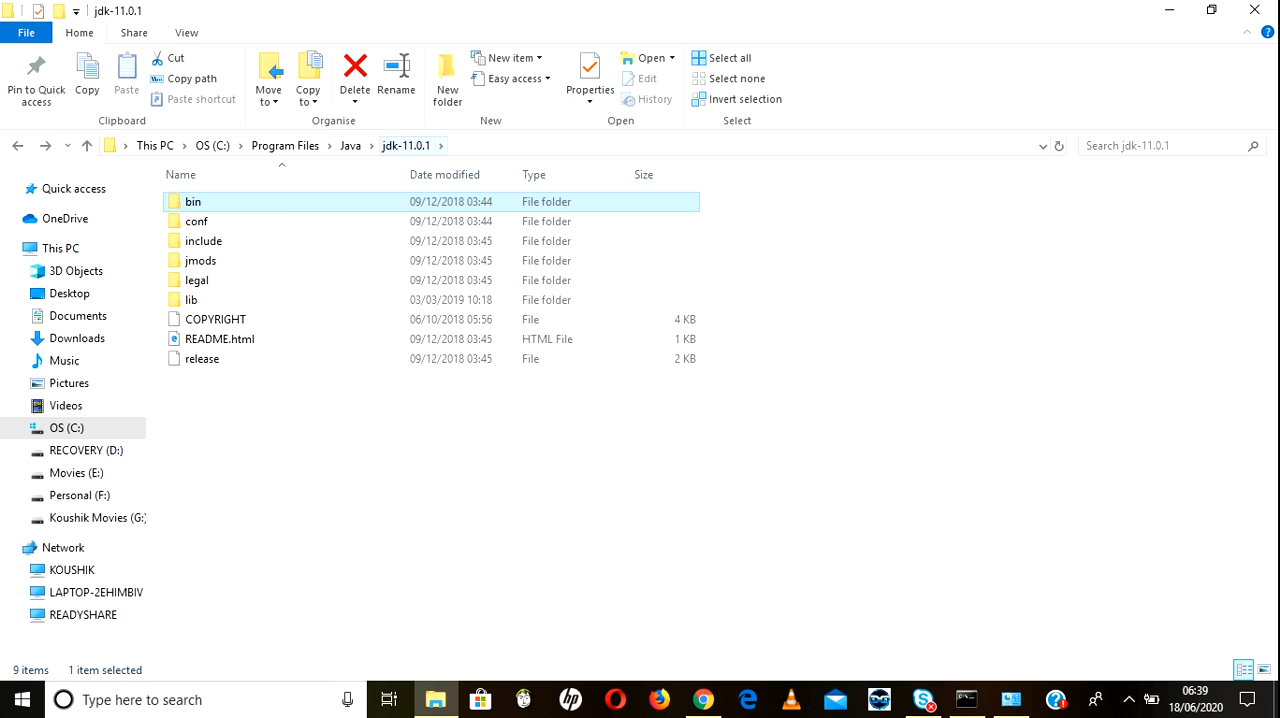 jdk-11.0.1
File Home Share View
Pin to Quick access
Copy
Paste
Cut
Copy path
Paste shortcut
Clipboard
Move to
Copy to
Delete
Rename
Organise
New folder
New item
Easy access
New
Properties
Open
Edit
History
Open
Select all
Select none
Invert selection
Select
This PC OS (C:) Program Files Java jdk-11.0.1
Search jdk-11.0.1
Name Date modified Type Size
bin 09/12/2018 03:44 File folder
conf 09/12/2018 03:44 File folder
include 09/12/2018 03:45 File folder
jmods 09/12/2018 03:45 File folder
legal 09/12/2018 03:45 File folder
lib 03/03/2019 10:18 File folder
COPYRIGHT 06/10/2018 05:56 File 4 KB
README.html 09/12/2018 03:45 HTML File 1 KB
release 09/12/2018 03:45 File 2 KB
Quick access
OneDrive
This PC
3D Objects
Desktop
Documents
Downloads
Music
Pictures
Videos
OS (C:)
RECOVERY (D:)
Movies (E:)
Personal (F:)
Koushik Movies (G:)
Network
KOUSHIK
LAPTOP-2EHIMBIV
READYSHARE
9 items 1 item selected
Type here to search
06:39
18/06/2020